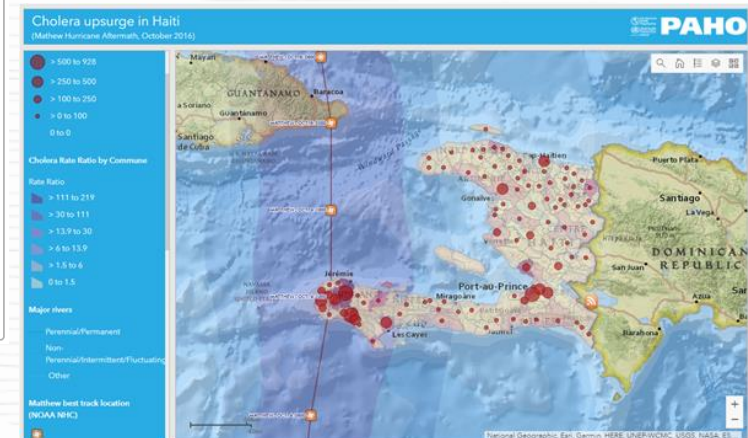 Cholera upsurge in Haiti
(Mathew Hurricane Aftermath, October 2016)
PAHO
> 500 to 928
> 250 to 500
> 100 to 250
> 0 to 100
0 to 0
Cholera Rate Ratio by Commune
Rate Ratio
> 111 to 219
> 30 to 111
> 13.9 to 30
> 6 to 13.9
> 1.5 to 6
0 to 1.5
Major rivers
Perennial/Permanent
Non-
Perennial/Intermittent/Fluctuating
Other
Matthew best track location
(NOAA NHC)
Mayari
GUANTANAMO
Baracoa
a Soriano
Guantánamo
Santiago
de Cuba
Windward Passage
Puerto Plata
Gonaïves
Santiago
La Vega
DOMINICAN
REPUBLIC
San Juan
Jérémie
Port-au-Prince
Miragoâne
Azua
Les Cayes
Jacmel
Barahona
+
−
National Geographic, Esri, Garmin, HERE, UNEP-WCMC, USGS, NASA, ES